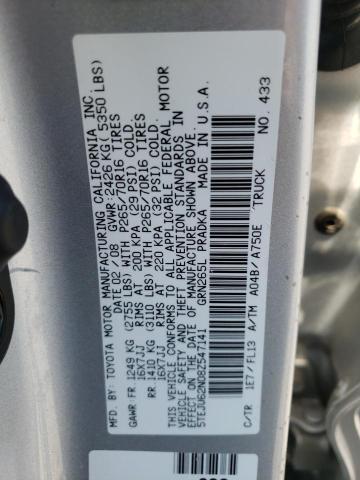 MFD. BY: TOYOTA MOTOR MANUFACTURING CALIFORNIA INC.
DATE: 02 / 08 GVWR: 2426 KG ( 5350 LBS)
GAWR: FR 1249 KG (2755 LBS) WITH P265/70R16 TIRES
16X7JJ RIMS AT 200 KPA (29 PSI) COLD.
RR 1410 KG (3110 LBS) WITH P265/70R16 TIRES
16X7JJ RIMS AT 220 KPA (32 PSI) COLD.
THIS VEHICLE CONFORMS TO ALL APPLICABLE FEDERAL MOTOR
VEHICLE SAFETY AND THEFT PREVENTION STANDARDS IN
EFFECT ON THE DATE OF MANUFACTURE SHOWN ABOVE.
5TEJU62N08Z547141 GRN265L PRADKA MADE IN U.S.A.
TRUCK
C/TR 1E7/FL13 A/TM A04B/ A750E NO. 433